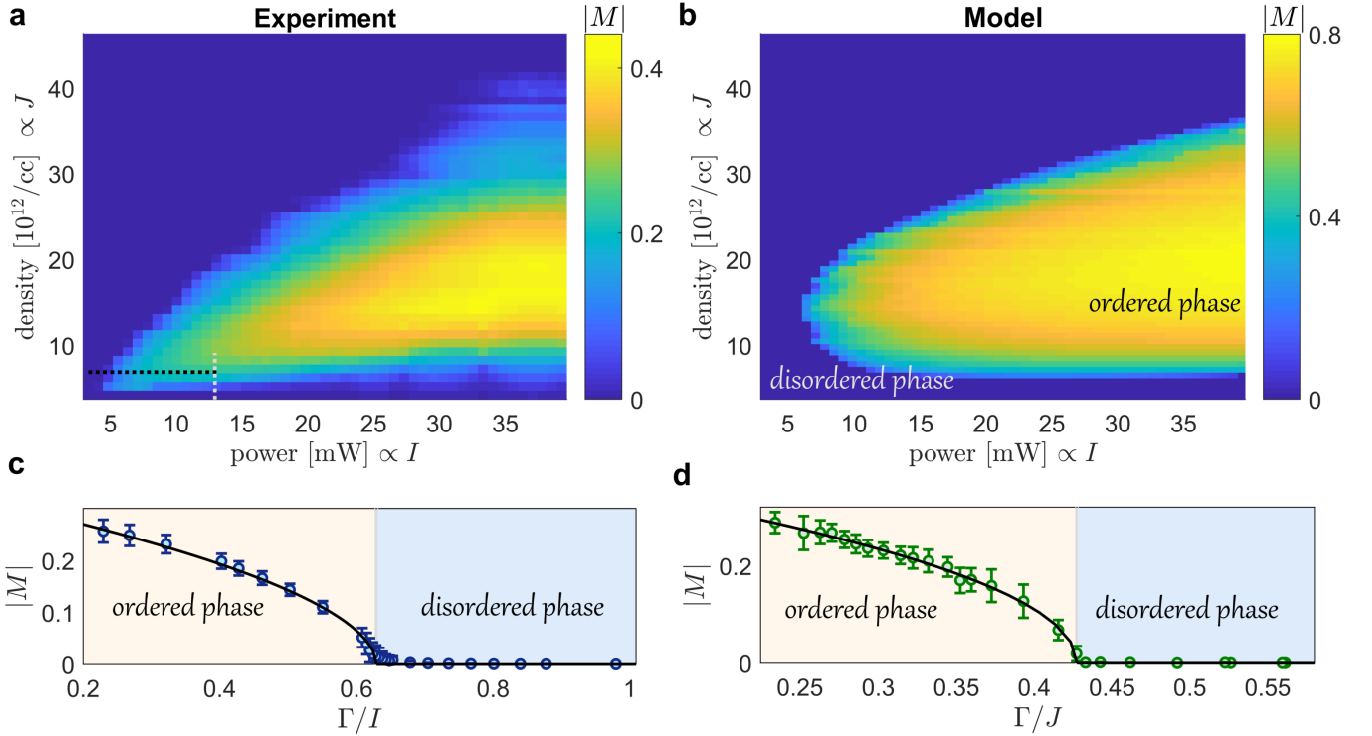 a
Experiment
|M|
density [10¹²/cc] ∝ J
40
30
20
10
5
10
15
20
25
30
35
power [mW] ∝ I
0.4
0.2
0
b
Model
|M|
density [10¹²/cc] ∝ J
40
30
20
10
ordered phase
disordered phase
5
10
15
20
25
30
35
power [mW] ∝ I
0.8
0.4
0
c
|M|
0.2
0.1
0
ordered phase
disordered phase
0.2
0.4
0.6
0.8
1
Γ/I
d
|M|
0.2
0
ordered phase
disordered phase
0.25
0.3
0.35
0.4
0.45
0.5
0.55
Γ/J